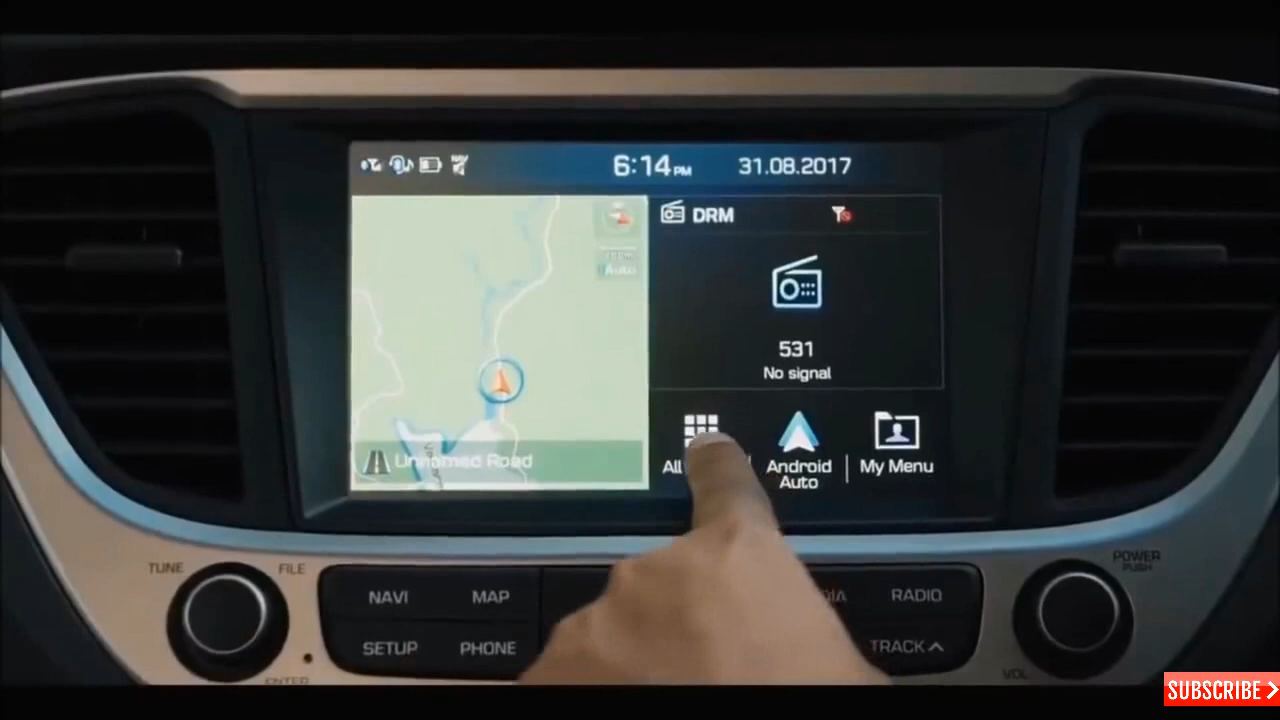 6:14 PM 31.08.2017
DRM
Auto
531
No signal
Unnamed Road
All
Android
Auto
My Menu
TUNE FILE
POWER
PUSH
NAVI MAP
RADIO
SETUP PHONE
TRACK
ENTER
VOL
SUBSCRIBE